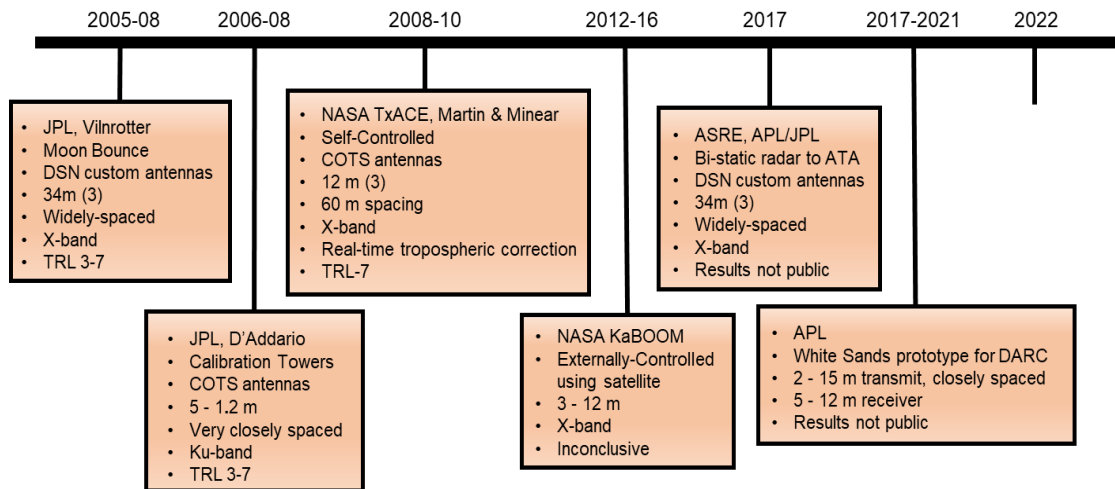 2005-08
2006-08
2008-10
2012-16
2017
2017-2021
2022
• JPL, Vilnrotter
• Moon Bounce
• DSN custom antennas
• 34m (3)
• Widely-spaced
• X-band
• TRL 3-7
• JPL, D'Addario
• Calibration Towers
• COTS antennas
• 5 - 1.2 m
• Very closely spaced
• Ku-band
• TRL 3-7
• NASA TxACE, Martin & Minear
• Self-Controlled
• COTS antennas
• 12 m (3)
• 60 m spacing
• X-band
• Real-time tropospheric correction
• TRL-7
• NASA KaBOOM
• Externally-Controlled
using satellite
• 3 - 12 m
• X-band
• Inconclusive
• ASRE, APL/JPL
• Bi-static radar to ATA
• DSN custom antennas
• 34m (3)
• Widely-spaced
• X-band
• Results not public
• APL
• White Sands prototype for DARC
• 2 - 15 m transmit, closely spaced
• 5 - 12 m receiver
• Results not public